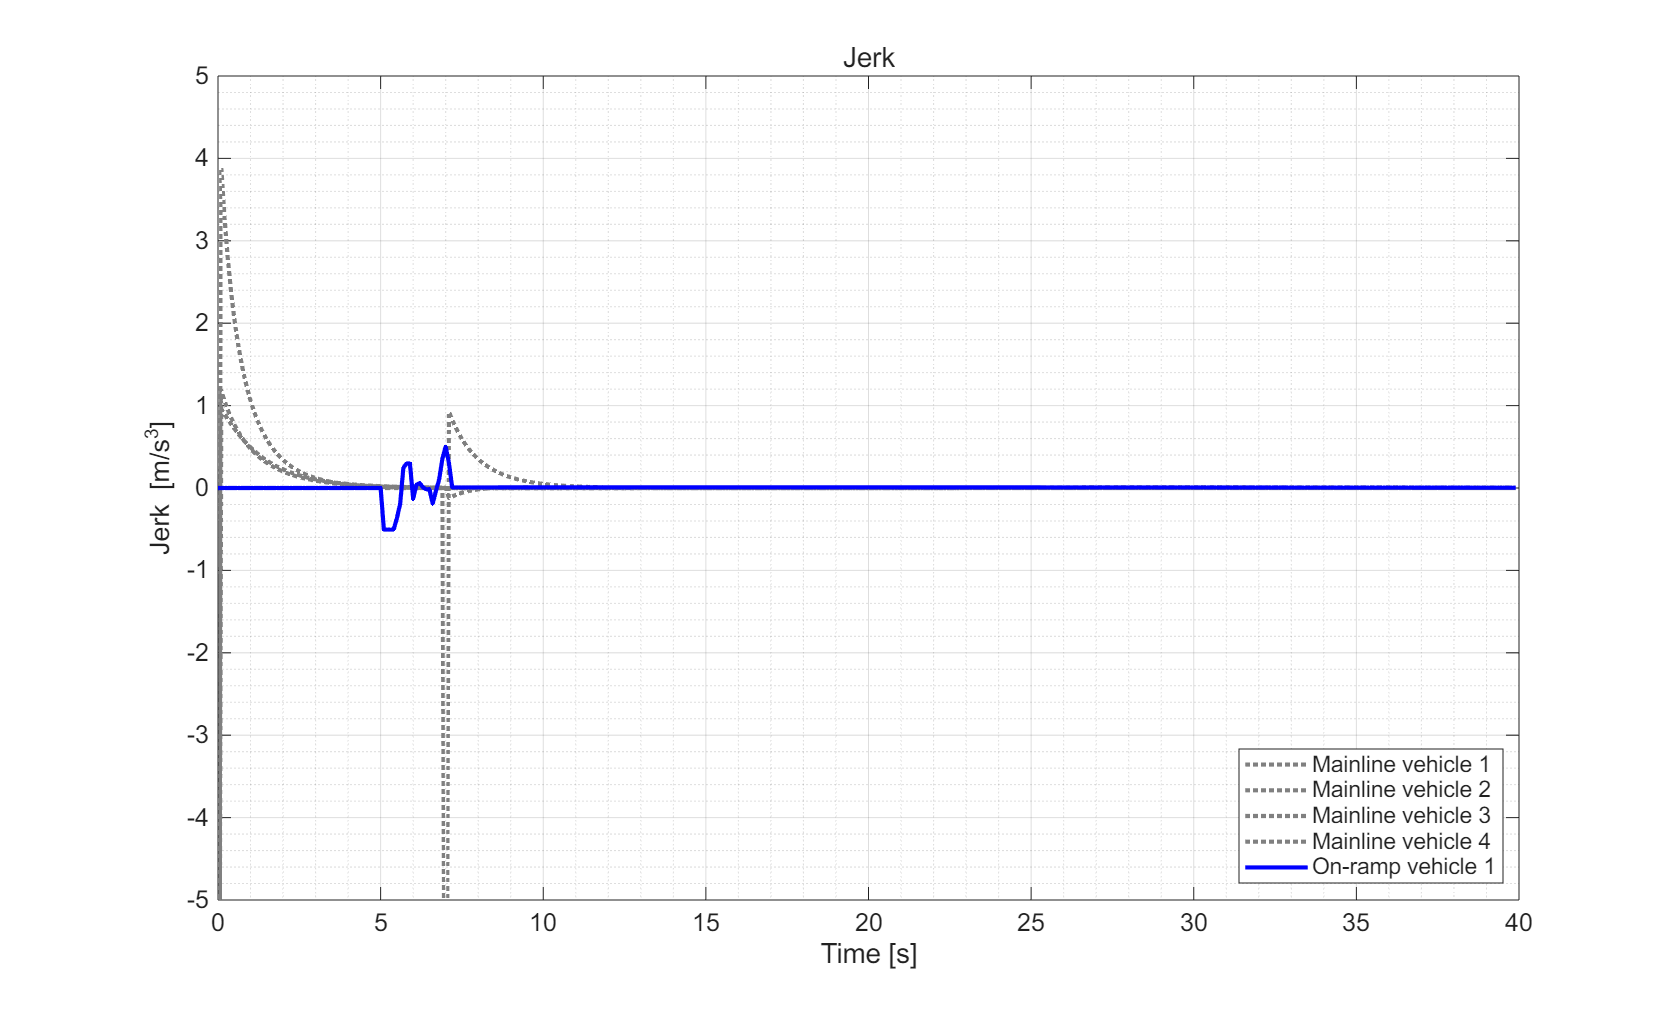 Jerk
5
4
3
2
1
0
-1
-2
-3
-4
-5
Jerk [m/s³]
0 5 10 15 20 25 30 35 40
Time [s]
Mainline vehicle 1
Mainline vehicle 2
Mainline vehicle 3
Mainline vehicle 4
On-ramp vehicle 1